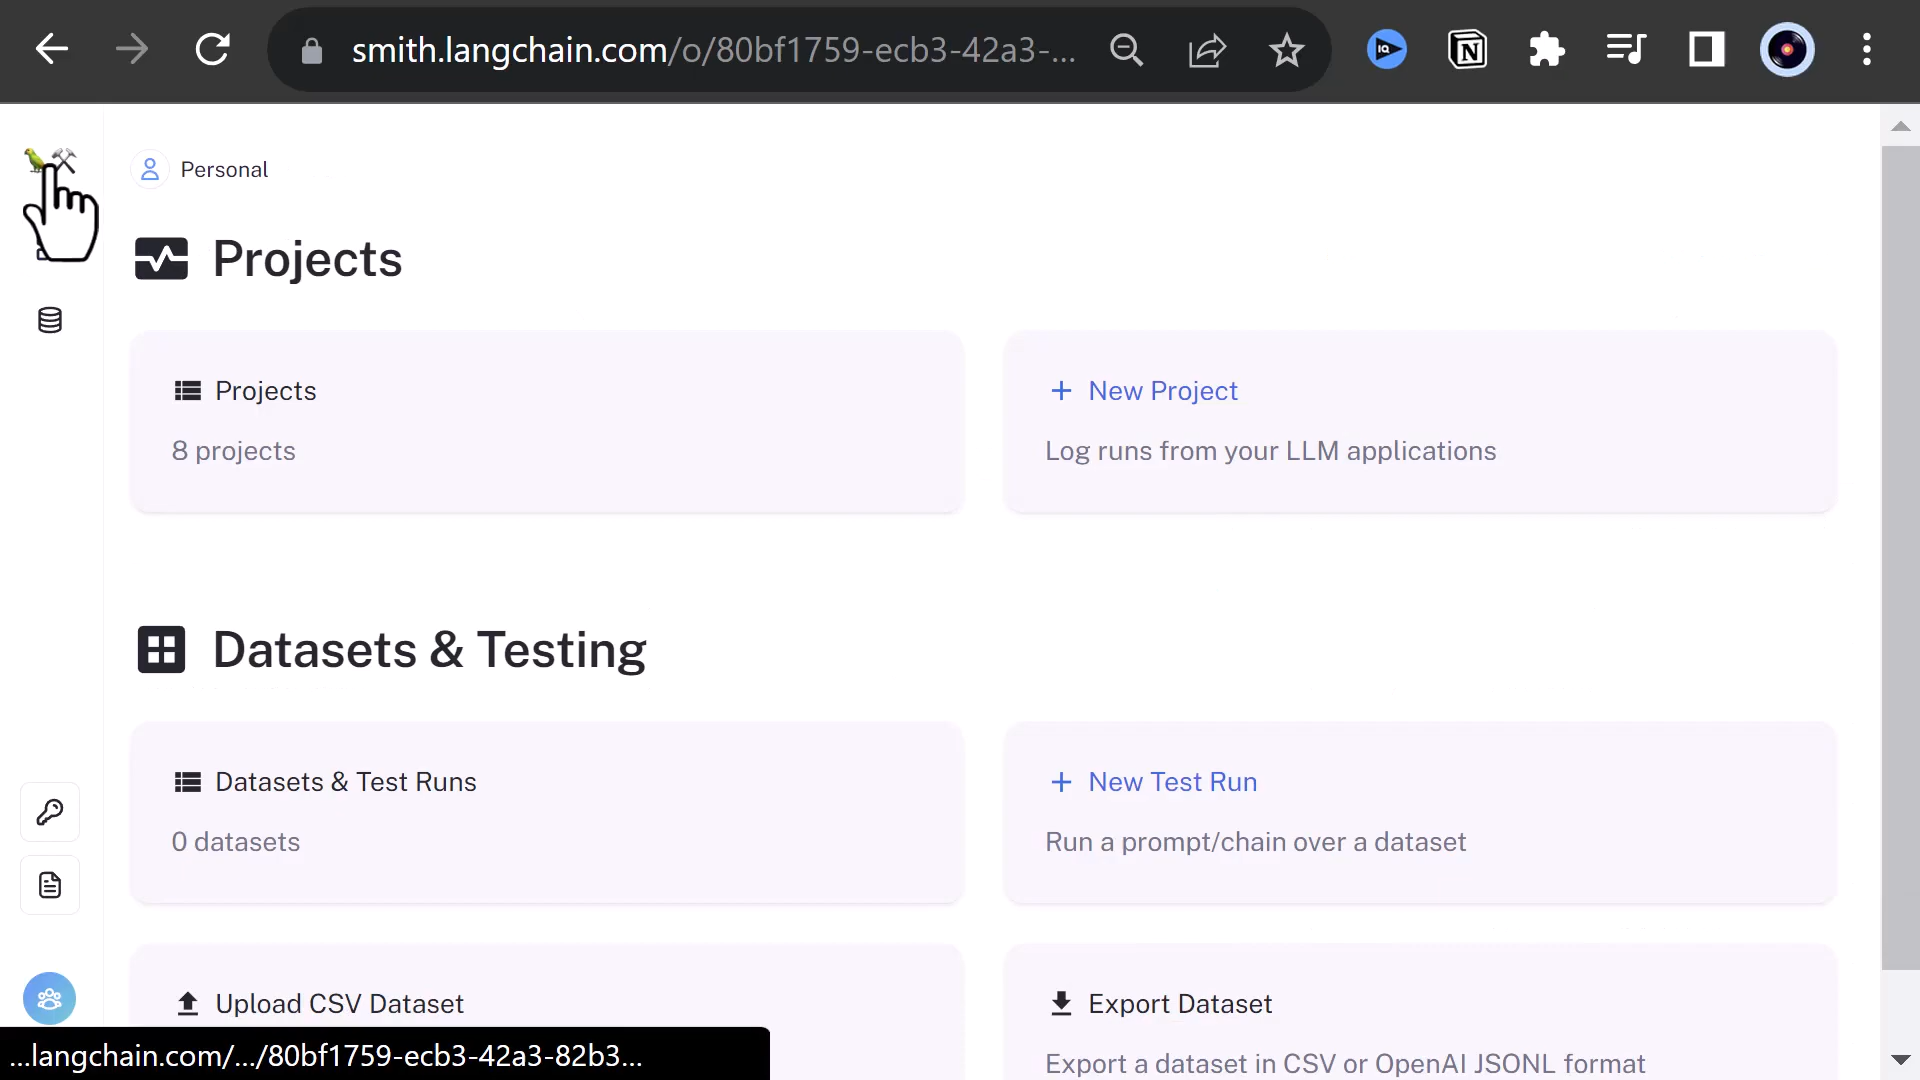 smith.langchain.com/o/80bf1759-ecb3-42a3-...
IQ
N
Personal
Projects
Projects
8 projects
+ New Project
Log runs from your LLM applications
Datasets & Testing
Datasets & Test Runs
0 datasets
+ New Test Run
Run a prompt/chain over a dataset
Upload CSV Dataset
Export Dataset
Export a dataset in CSV or OpenAI JSONL format
...langchain.com/.../80bf1759-ecb3-42a3-82b3...